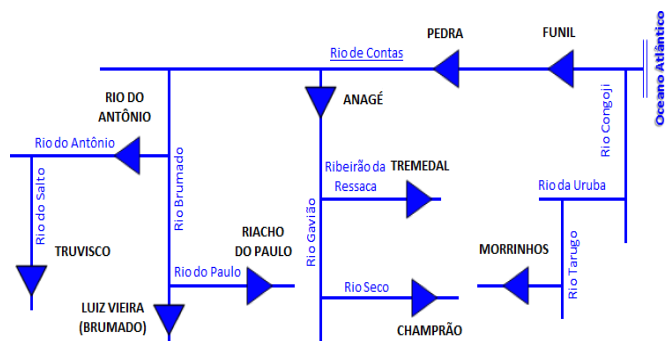 PEDRA
FUNIL
Rio de Contas
Oceano Atlântico
RIO DO
ANTÔNIO
ANAGÉ
Rio Congoji
Rio do Antônio
Ribeirão da
Ressaca
TREMEDAL
Rio do Salto
Rio Brumado
Rio Gavião
Rio da Uruba
TRUVISCO
RIACHO
DO PAULO
MORRINHOS
Rio Tarugo
Rio do Paulo
Rio Seco
LUIZ VIEIRA
(BRUMADO)
CHAMPRÃO